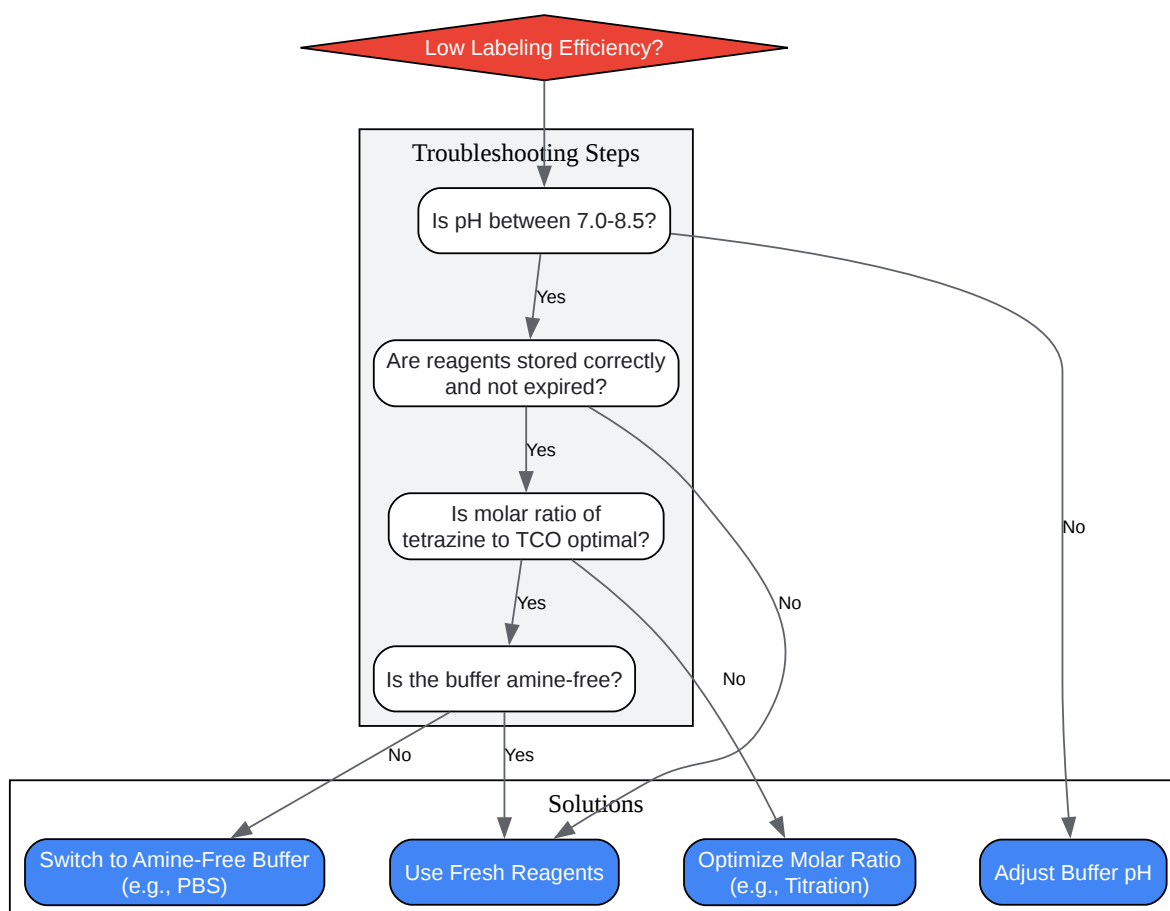 Low Labeling Efficiency?
Troubleshooting Steps
Is pH between 7.0-8.5?
Yes
Are reagents stored correctly
and not expired?
Yes
No
Is molar ratio of
tetrazine to TCO optimal?
Yes
No
Is the buffer amine-free?
No
No
Yes
Solutions
Switch to Amine-Free Buffer
(e.g., PBS)
Use Fresh Reagents
Optimize Molar Ratio
(e.g., Titration)
Adjust Buffer pH